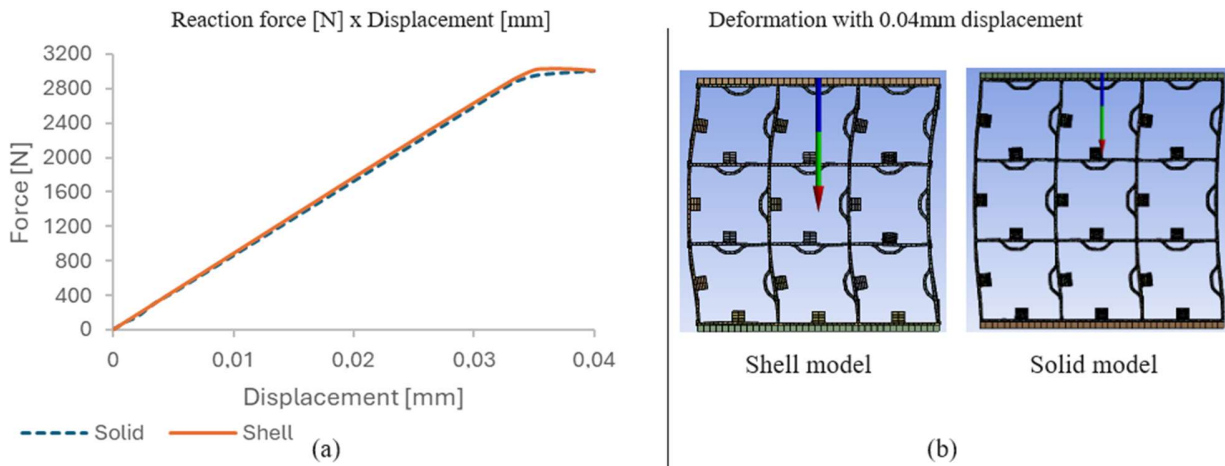 Reaction force [N] x Displacement [mm]
3200
2800
2400
2000
1600
1200
800
400
0
Force [N]
0 0,01 0,02 0,03 0,04
Displacement [mm]
Solid Shell
(a)
Deformation with 0.04mm displacement
Shell model Solid model
(b)